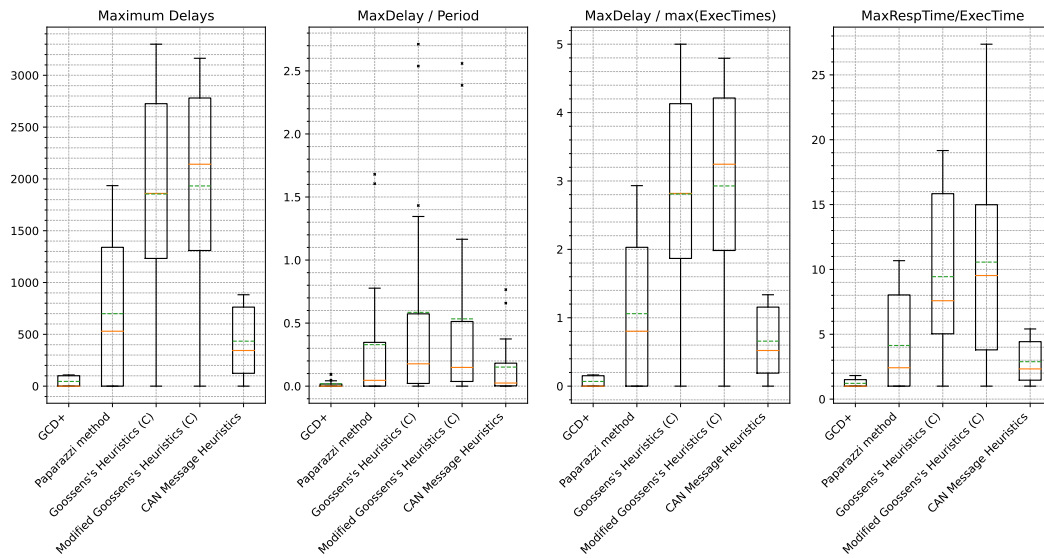 Maximum Delays
3000
2500
2000
1500
1000
500
0
GCD+
Paparazzi method
Goossens's Heuristics (C)
Modified Goossens's Heuristics (C)
CAN Message Heuristics
MaxDelay / Period
2.5
2.0
1.5
1.0
0.5
0.0
GCD+
Paparazzi method
Goossens's Heuristics (C)
Modified Goossens's Heuristics (C)
CAN Message Heuristics
MaxDelay / max(ExecTimes)
5
4
3
2
1
0
GCD+
Paparazzi method
Goossens's Heuristics (C)
Modified Goossens's Heuristics (C)
CAN Message Heuristics
MaxRespTime/ExecTime
25
20
15
10
5
0
GCD+
Paparazzi method
Goossens's Heuristics (C)
Modified Goossens's Heuristics (C)
CAN Message Heuristics